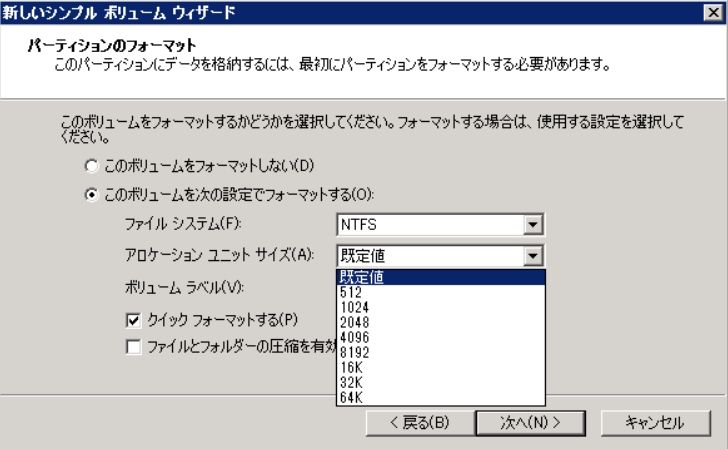 新しいシンプル ボリューム ウィザード
パーティションのフォーマット
このパーティションにデータを格納するには、最初にパーティションをフォーマットする必要があります。
このボリュームをフォーマットするかどうかを選択してください。フォーマットする場合は、使用する設定を選択して
ください。
このボリュームをフォーマットしない(D)
このボリュームを次の設定でフォーマットする(O):
ファイル システム(F):
NTFS
アロケーション ユニット サイズ(A):
既定値
ボリューム ラベル(V):
既定値
512
1024
2048
4096
8192
16K
32K
64K
クイック フォーマットする(P)
ファイルとフォルダーの圧縮を有効
< 戻る(B)
次へ(N) >
キャンセル